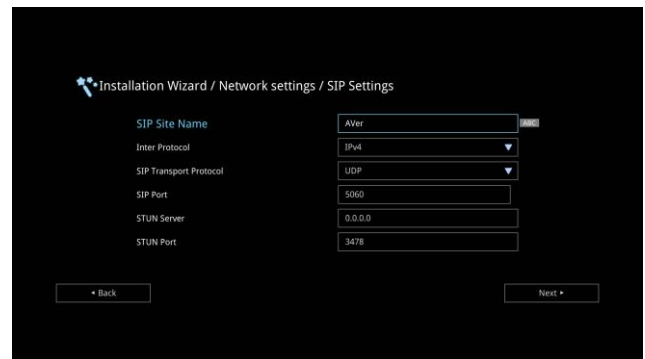 Installation Wizard / Network settings / SIP Settings
SIP Site Name AVer ABC
Inter Protocol IPv4
SIP Transport Protocol UDP
SIP Port 5060
STUN Server 0.0.0.0
STUN Port 3478
Back Next